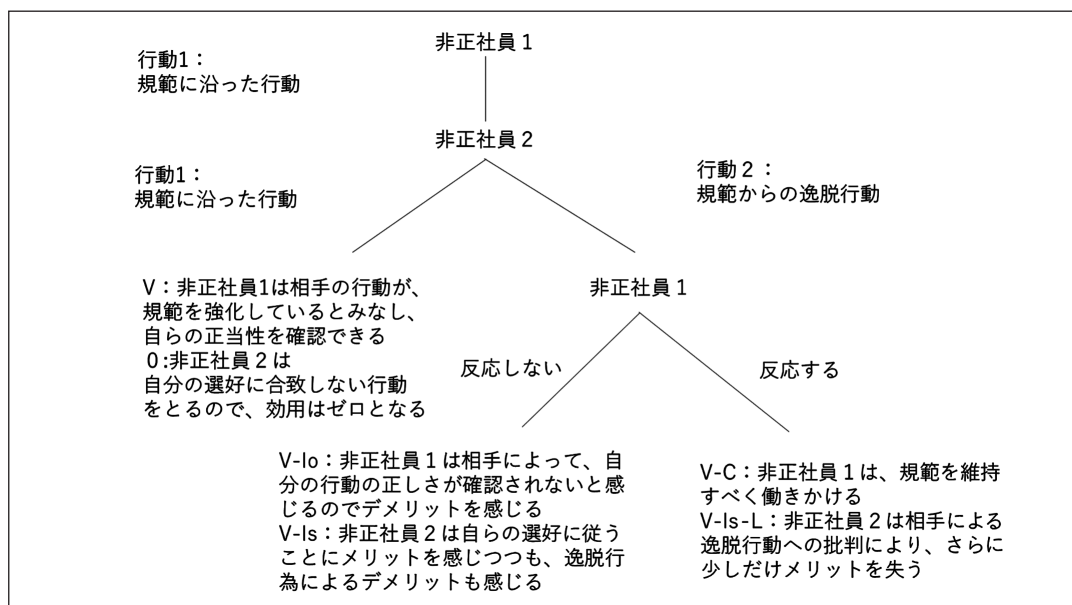 非正社員1
行動1:
規範に沿った行動
非正社員2
行動1:
規範に沿った行動
行動2:
規範からの逸脱行動
V:非正社員1は相手の行動が、
規範を強化しているとみなし、
自らの正当性を確認できる
0:非正社員2は
自分の選好に合致しない行動
をとるので、効用はゼロとなる
非正社員1
反応しない
反応する
V-Io:非正社員1は相手によって、自
分の行動の正しさが確認されないと感
じるのでデメリットを感じる
V-Is:非正社員2は自らの選好に従う
ことにメリットを感じつつも、逸脱行
為によるデメリットも感じる
V-C:非正社員1は、規範を維持
すべく働きかける
V-Is-L:非正社員2は相手による
逸脱行動への批判により、さらに
少しだけメリットを失う